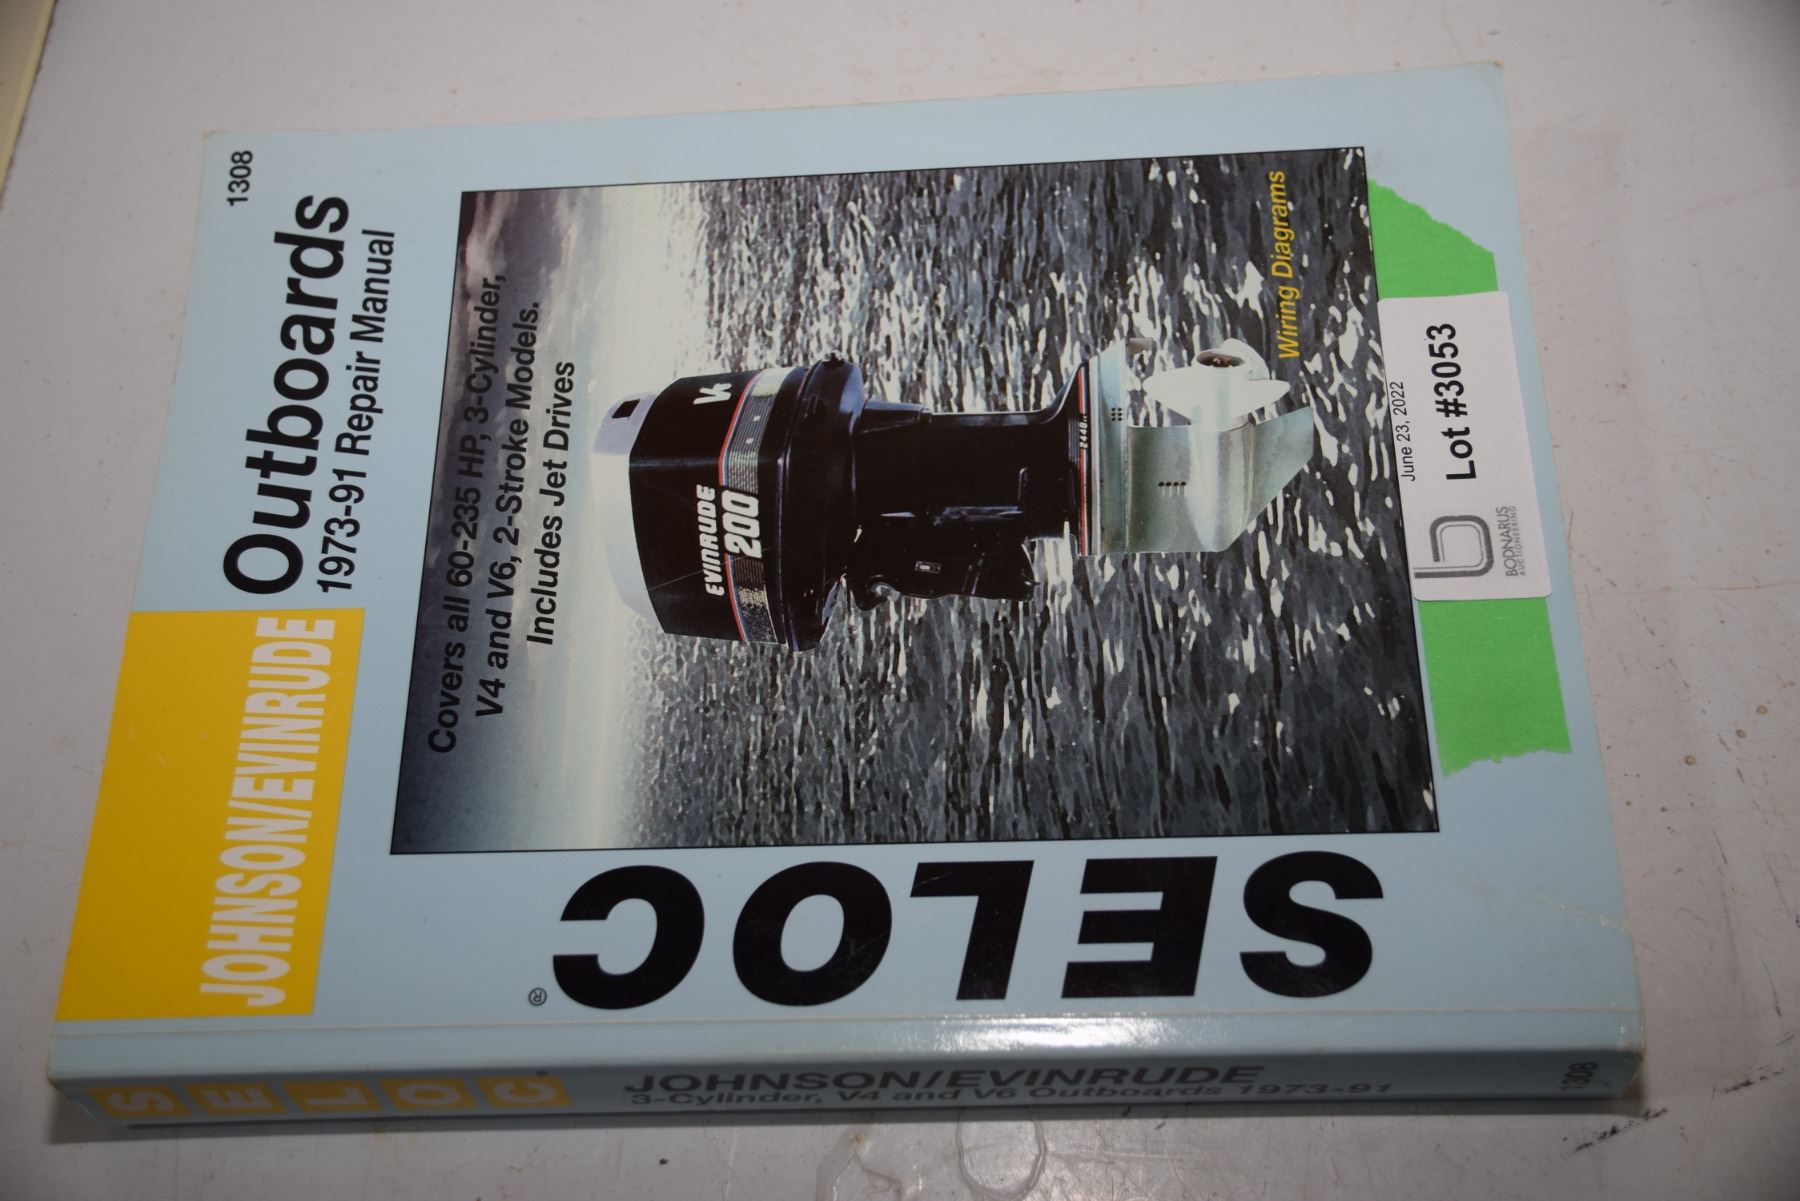 JOHNSON/EVINRUDE
Outboards
1973-91 Repair Manual
1308
Covers all 60-235 HP, 3-Cylinder,
V4 and V6, 2-Stroke Models.
Includes Jet Drives
EVINRUDE
200
V6
Wiring Diagrams
SELOC
®
June 23, 2022
Lot #3053
BODNARUS
AUCTIONEERING
SELOC
JOHNSON/EVINRUDE
3-Cylinder, V4 and V6 Outboards 1973-91
1308